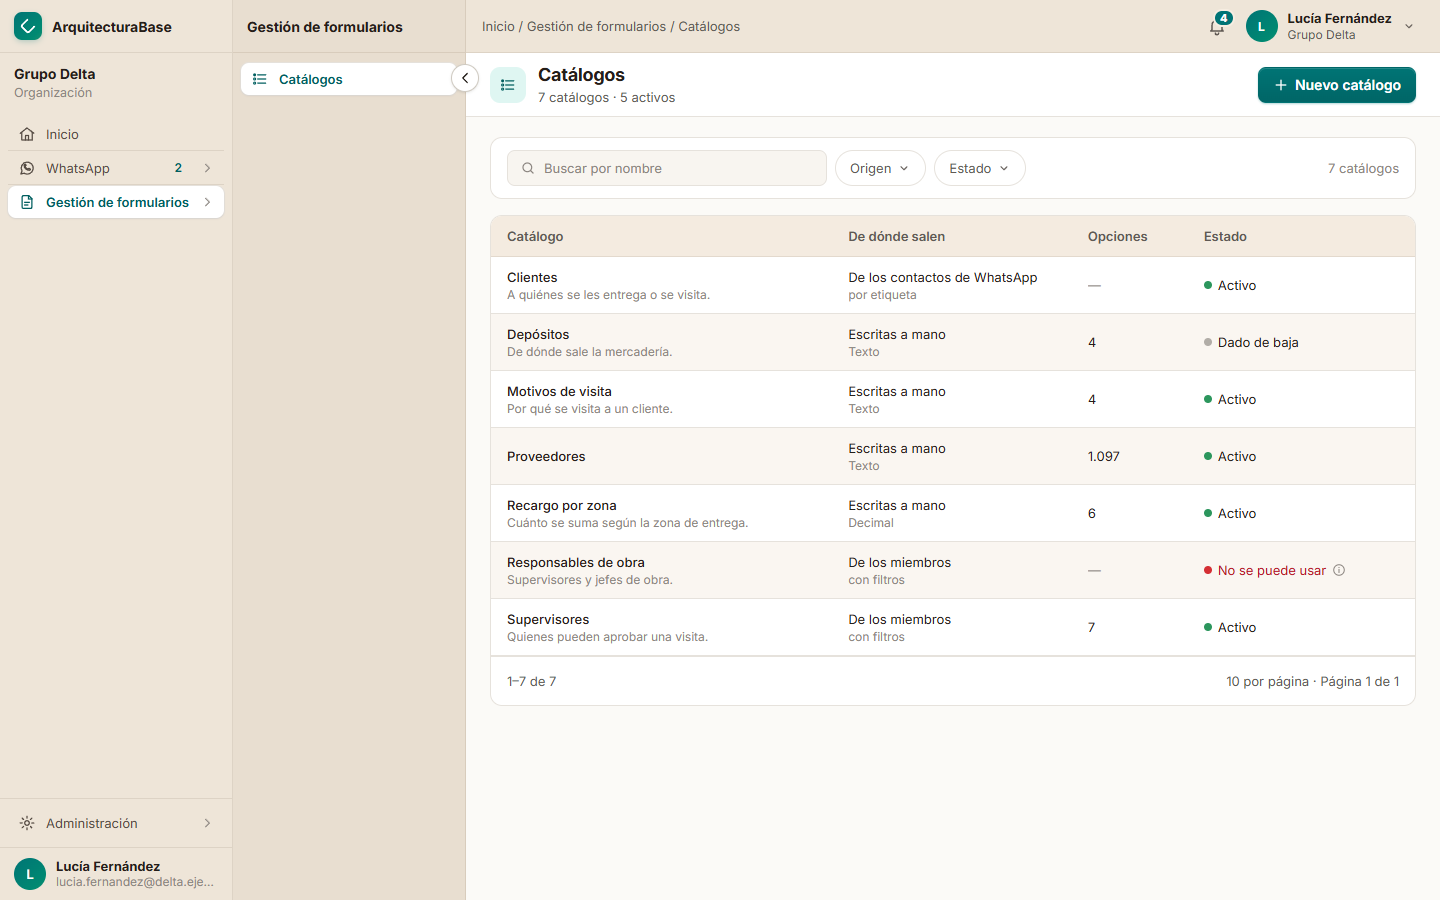 ArquitecturaBase
Grupo Delta
Organización
Inicio
WhatsApp 2
Gestión de formularios
Administración
Lucía Fernández
lucia.fernandez@delta.eje...
Gestión de formularios
Catálogos
Inicio / Gestión de formularios / Catálogos
4
L
Lucía Fernández
Grupo Delta
Catálogos
7 catálogos · 5 activos
Nuevo catálogo
Buscar por nombre
Origen
Estado
7 catálogos
Catálogo De dónde salen Opciones Estado
Clientes
A quiénes se les entrega o se visita.
De los contactos de WhatsApp
por etiqueta
—
Activo
Depósitos
De dónde sale la mercadería.
Escritas a mano
Texto
4
Dado de baja
Motivos de visita
Por qué se visita a un cliente.
Escritas a mano
Texto
4
Activo
Proveedores
Escritas a mano
Texto
1.097
Activo
Recargo por zona
Cuánto se suma según la zona de entrega.
Escritas a mano
Decimal
6
Activo
Responsables de obra
Supervisores y jefes de obra.
De los miembros
con filtros
—
No se puede usar
Supervisores
Quienes pueden aprobar una visita.
De los miembros
con filtros
7
Activo
1–7 de 7
10 por página · Página 1 de 1
L